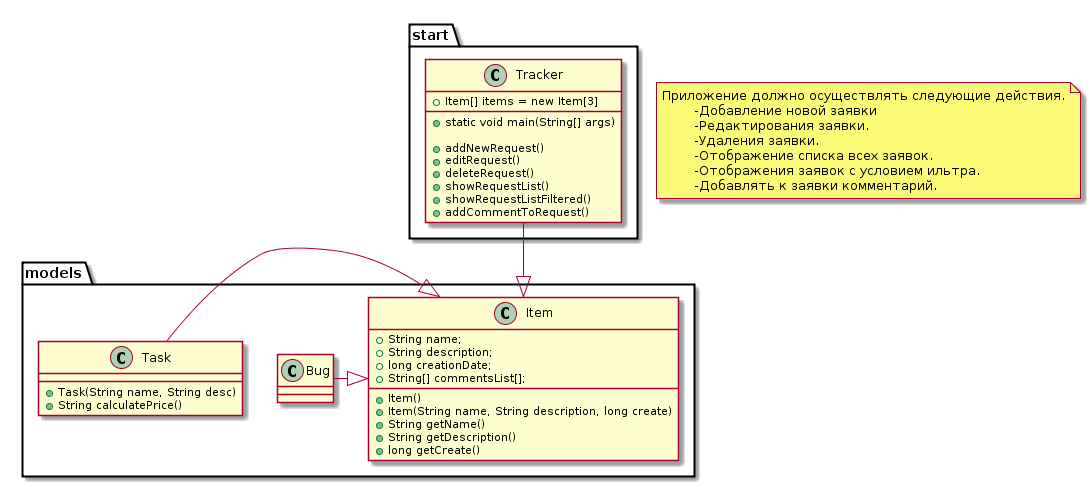 start
C Tracker
Item[] items = new Item[3]
static void main(String[] args)
addNewRequest()
editRequest()
deleteRequest()
showRequestList()
showRequestListFiltered()
addCommentToRequest()
Приложение должно осуществлять следующие действия.
-Добавление новой заявки
-Редактирования заявки.
-Удаления заявки.
-Отображение списка всех заявок.
-Отображения заявок с условием ильтра.
-Добавлять к заявки комментарий.
models
C Task
Task(String name, String desc)
String calculatePrice()
C Bug
C Item
String name;
String description;
long creationDate;
String[] commentsList[];
Item()
Item(String name, String description, long create)
String getName()
String getDescription()
long getCreate()